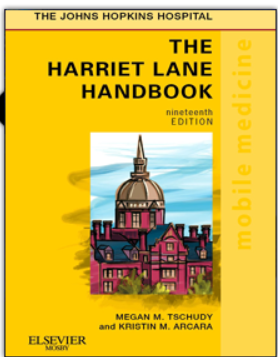 THE JOHNS HOPKINS HOSPITAL
THE
HARRIET LANE
HANDBOOK
nineteenth
EDITION
mobile medicine
MEGAN M. TSCHUDY
and KRISTIN M. ARCARA
ELSEVIER
MOSBY